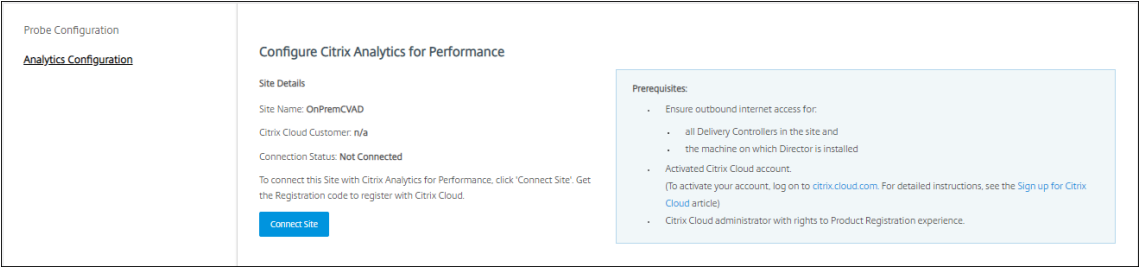 Probe Configuration
Analytics Configuration
Configure Citrix Analytics for Performance
Site Details
Site Name: OnPremCVAD
Citrix Cloud Customer: n/a
Connection Status: Not Connected
To connect this Site with Citrix Analytics for Performance, click 'Connect Site'. Get
the Registration code to register with Citrix Cloud.
Connect Site
Prerequisites:
• Ensure outbound internet access for:
• all Delivery Controllers in the site and
• the machine on which Director is installed
• Activated Citrix Cloud account.
(To activate your account, log on to citrix.cloud.com. For detailed instructions, see the Sign up for Citrix
Cloud article)
• Citrix Cloud administrator with rights to Product Registration experience.